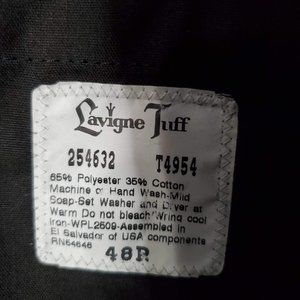 Lavigne Tuff
254632 T4954
65% Polyester 35% Cotton
Machine or Hand Wash-Mild
Soap-Set Washer and Dryer at
Warm Do not bleach/Wring cool
Iron-WPL2509-Assembled in
El Salvador of USA components
RN64646
48R